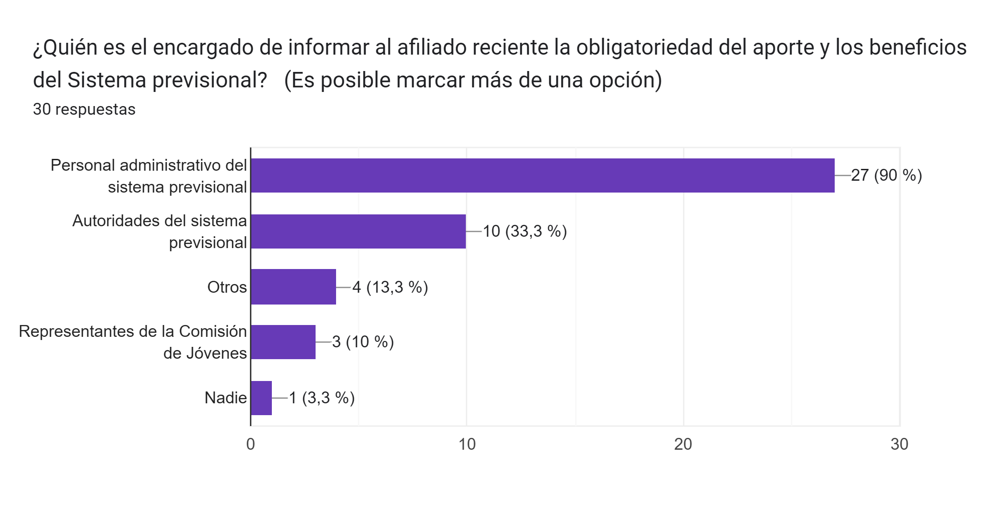 ¿Quién es el encargado de informar al afiliado reciente la obligatoriedad del aporte y los beneficios
del Sistema previsional?   (Es posible marcar más de una opción)
30 respuestas
Personal administrativo del
sistema previsional
27 (90 %)
Autoridades del sistema
previsional
10 (33,3 %)
Otros
4 (13,3 %)
Representantes de la Comisión
de Jóvenes
3 (10 %)
Nadie
1 (3,3 %)
0 10 20 30